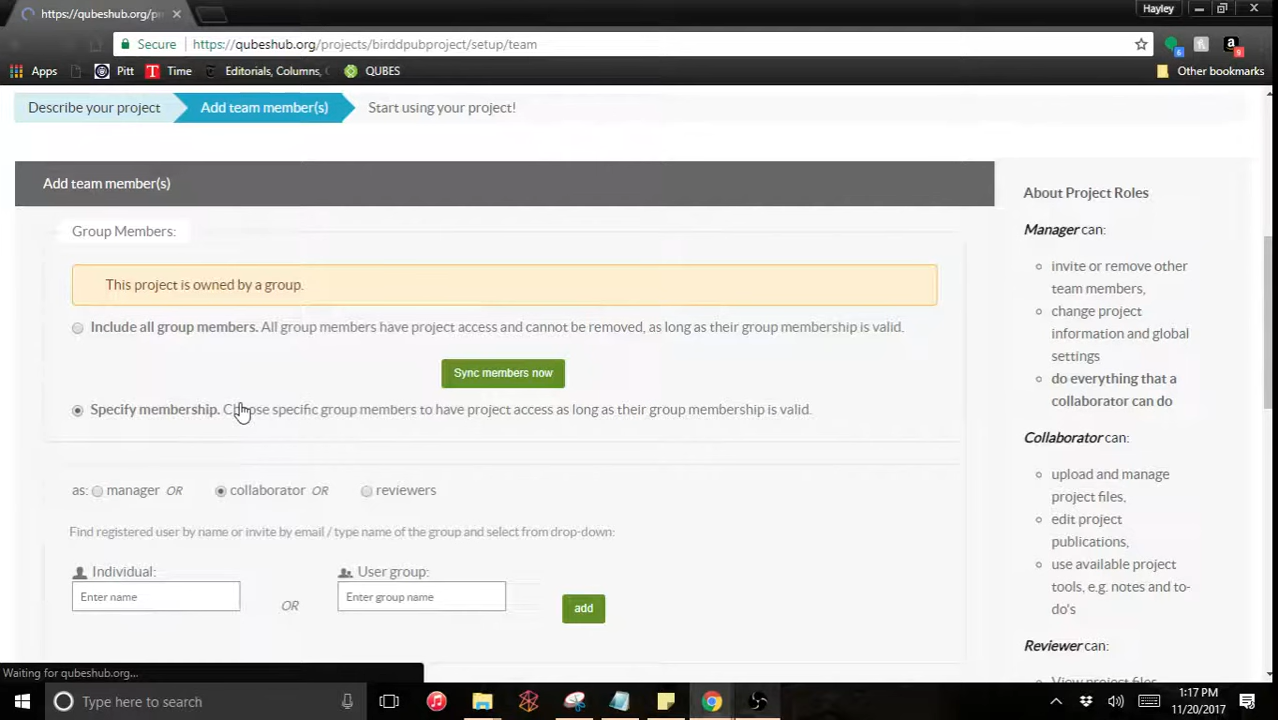 https://qubeshub.org/pr
Hayley
Secure https://qubeshub.org/projects/birddpubproject/setup/team
Apps Pitt Time Editorials, Columns, QUBES Other bookmarks
Describe your project Add team member(s) Start using your project!
Add team member(s)
Group Members:
This project is owned by a group.
Include all group members. All group members have project access and cannot be removed, as long as their group membership is valid.
Sync members now
Specify membership. Choose specific group members to have project access as long as their group membership is valid.
as: manager OR collaborator OR reviewers
Find registered user by name or invite by email / type name of the group and select from drop-down:
Individual: User group:
Enter name OR Enter group name add
About Project Roles
Manager can:
invite or remove other
team members,
change project
information and global
settings
do everything that a
collaborator can do
Collaborator can:
upload and manage
project files,
edit project
publications,
use available project
tools, e.g. notes and to-
do's
Reviewer can:
View project files
Waiting for qubeshub.org...
Type here to search
1:17 PM
11/20/2017